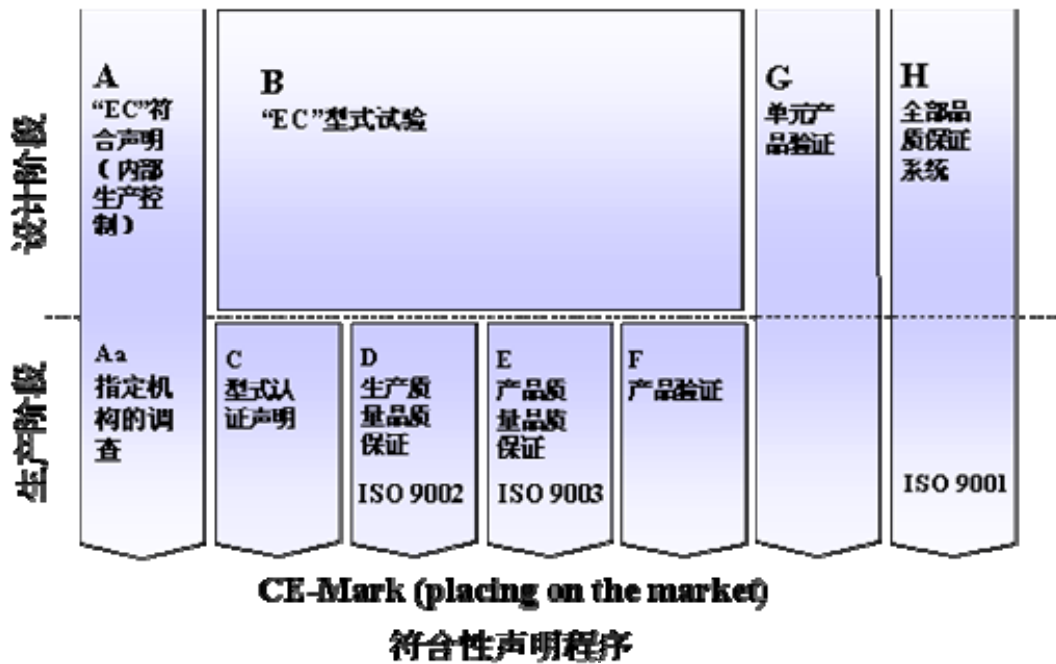 设计阶段
A
“EC”符
合声明
(内部
生产控
制)
B
“EC”型式试验
G
单元产
品验证
H
全部品
质保证
系统
生产阶段
Aa
指定机
构的调
查
C
型式认
证声明
D
生产质
量品质
保证
ISO 9002
E
产品质
量品质
保证
ISO 9003
F
产品验证
ISO 9001
CE-Mark (placing on the market)
符合性声明程序